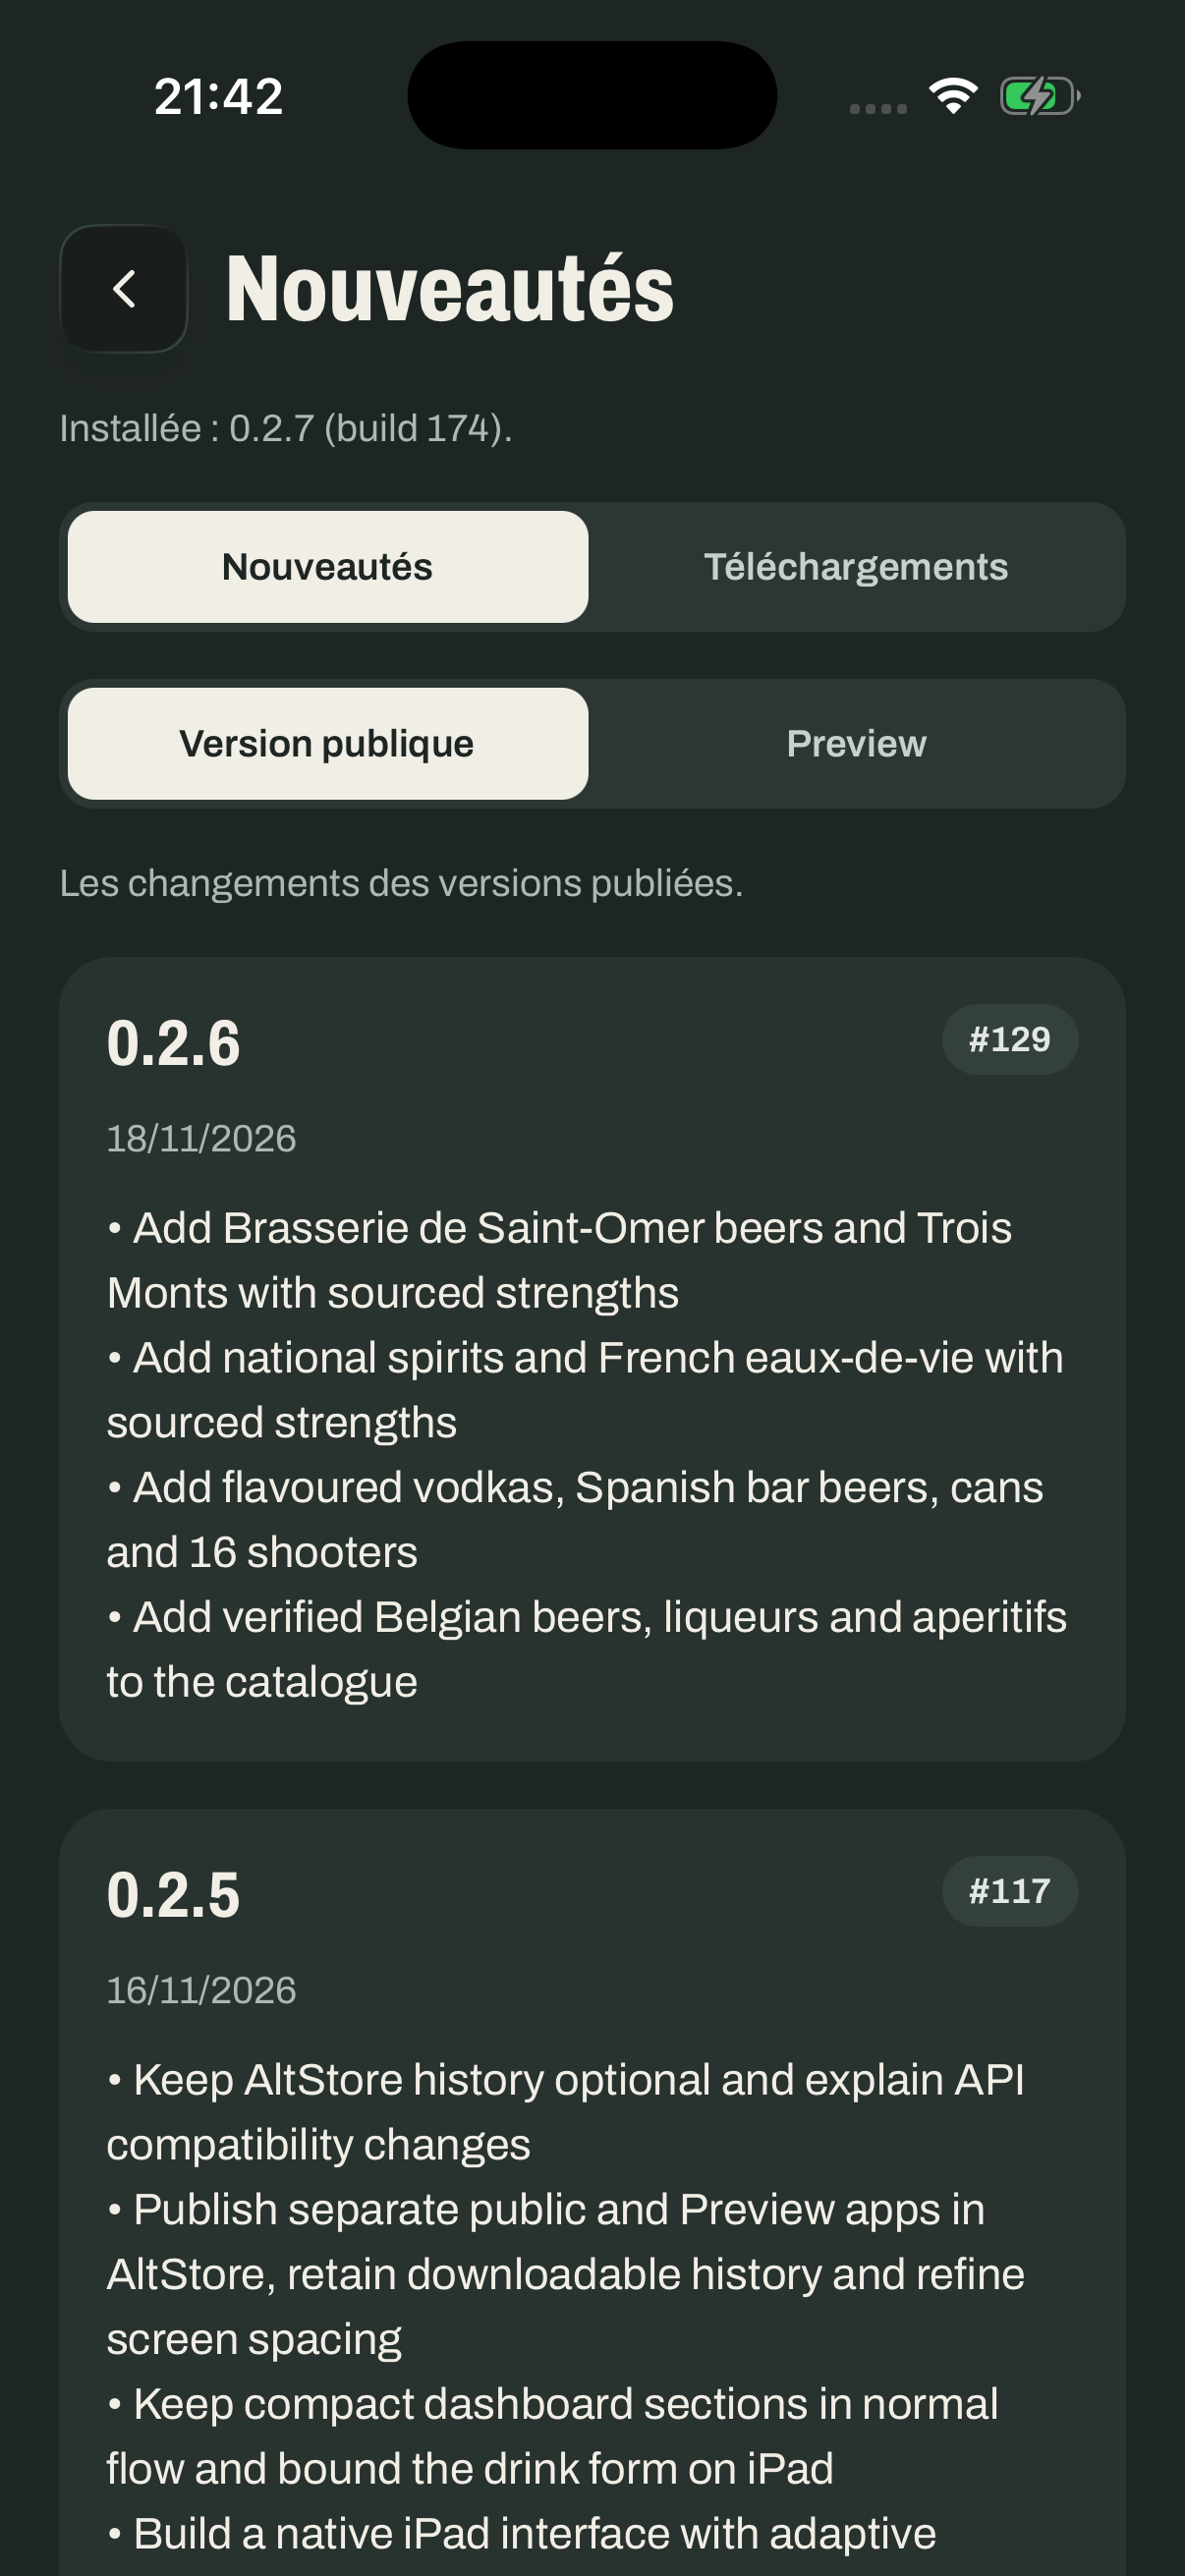 21:42
Nouveautés
Installée : 0.2.7 (build 174).
Nouveautés
Téléchargements
Version publique
Preview
Les changements des versions publiées.
0.2.6
#129
18/11/2026
• Add Brasserie de Saint-Omer beers and Trois
Monts with sourced strengths
• Add national spirits and French eaux-de-vie with
sourced strengths
• Add flavoured vodkas, Spanish bar beers, cans
and 16 shooters
• Add verified Belgian beers, liqueurs and aperitifs
to the catalogue
0.2.5
#117
16/11/2026
• Keep AltStore history optional and explain API
compatibility changes
• Publish separate public and Preview apps in
AltStore, retain downloadable history and refine
screen spacing
• Keep compact dashboard sections in normal
flow and bound the drink form on iPad
• Build a native iPad interface with adaptive